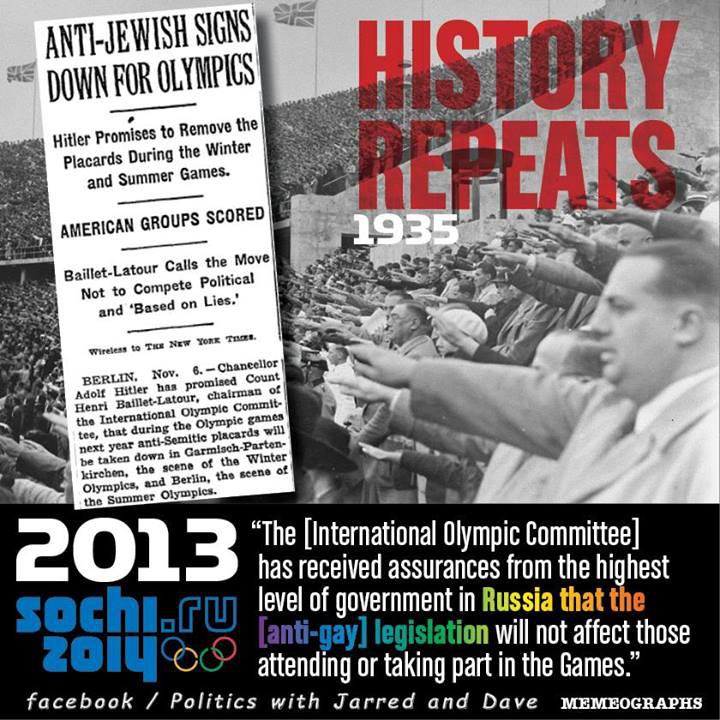 ANTI-JEWISH SIGNS
DOWN FOR OLYMPICS
Hitler Promises to Remove the
Placards During the Winter
and Summer Games.
AMERICAN GROUPS SCORED
Baillet-Latour Calls the Move
Not to Compete Political
and 'Based on Lies.'
Wireless to THE NEW YORK TIMES.
BERLIN, Nov. 6.—Chancellor
Adolf Hitler has promised Count
Henri Baillet-Latour, chairman of
the International Olympic Commit-
tee, that during the Olympic games
next year anti-Semitic placards will
be taken down in Garmisch-Parten-
kirchen, the scene of the Winter
Olympics, and Berlin, the scene of
the Summer Olympics.
HISTORY
REPEATS
1935
2013
sochi.ru
2014
“The [International Olympic Committee]
has received assurances from the highest
level of government in Russia that the
[anti-gay] legislation will not affect those
attending or taking part in the Games.”
facebook / Politics with Jarred and Dave
MEMEOGRAPHS